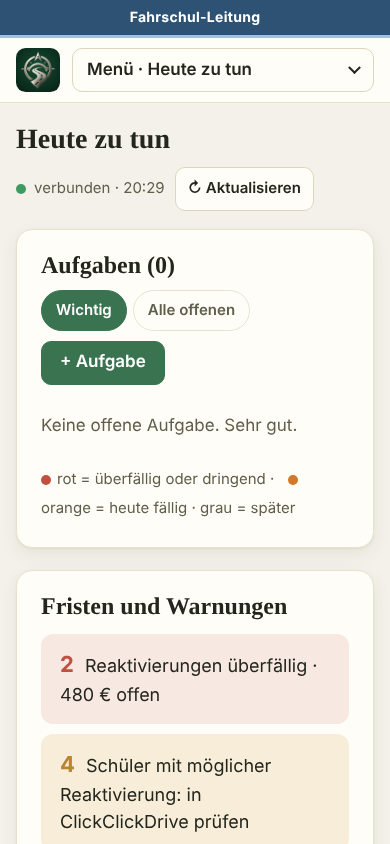 Fahrschul-Leitung
Menü · Heute zu tun
Heute zu tun
verbunden · 20:29
↻ Aktualisieren
Aufgaben (0)
Wichtig
Alle offenen
+ Aufgabe
Keine offene Aufgabe. Sehr gut.
rot = überfällig oder dringend ·
orange = heute fällig · grau = später
Fristen und Warnungen
2 Reaktivierungen überfällig ·
480 € offen
4 Schüler mit möglicher
Reaktivierung: in
ClickClickDrive prüfen